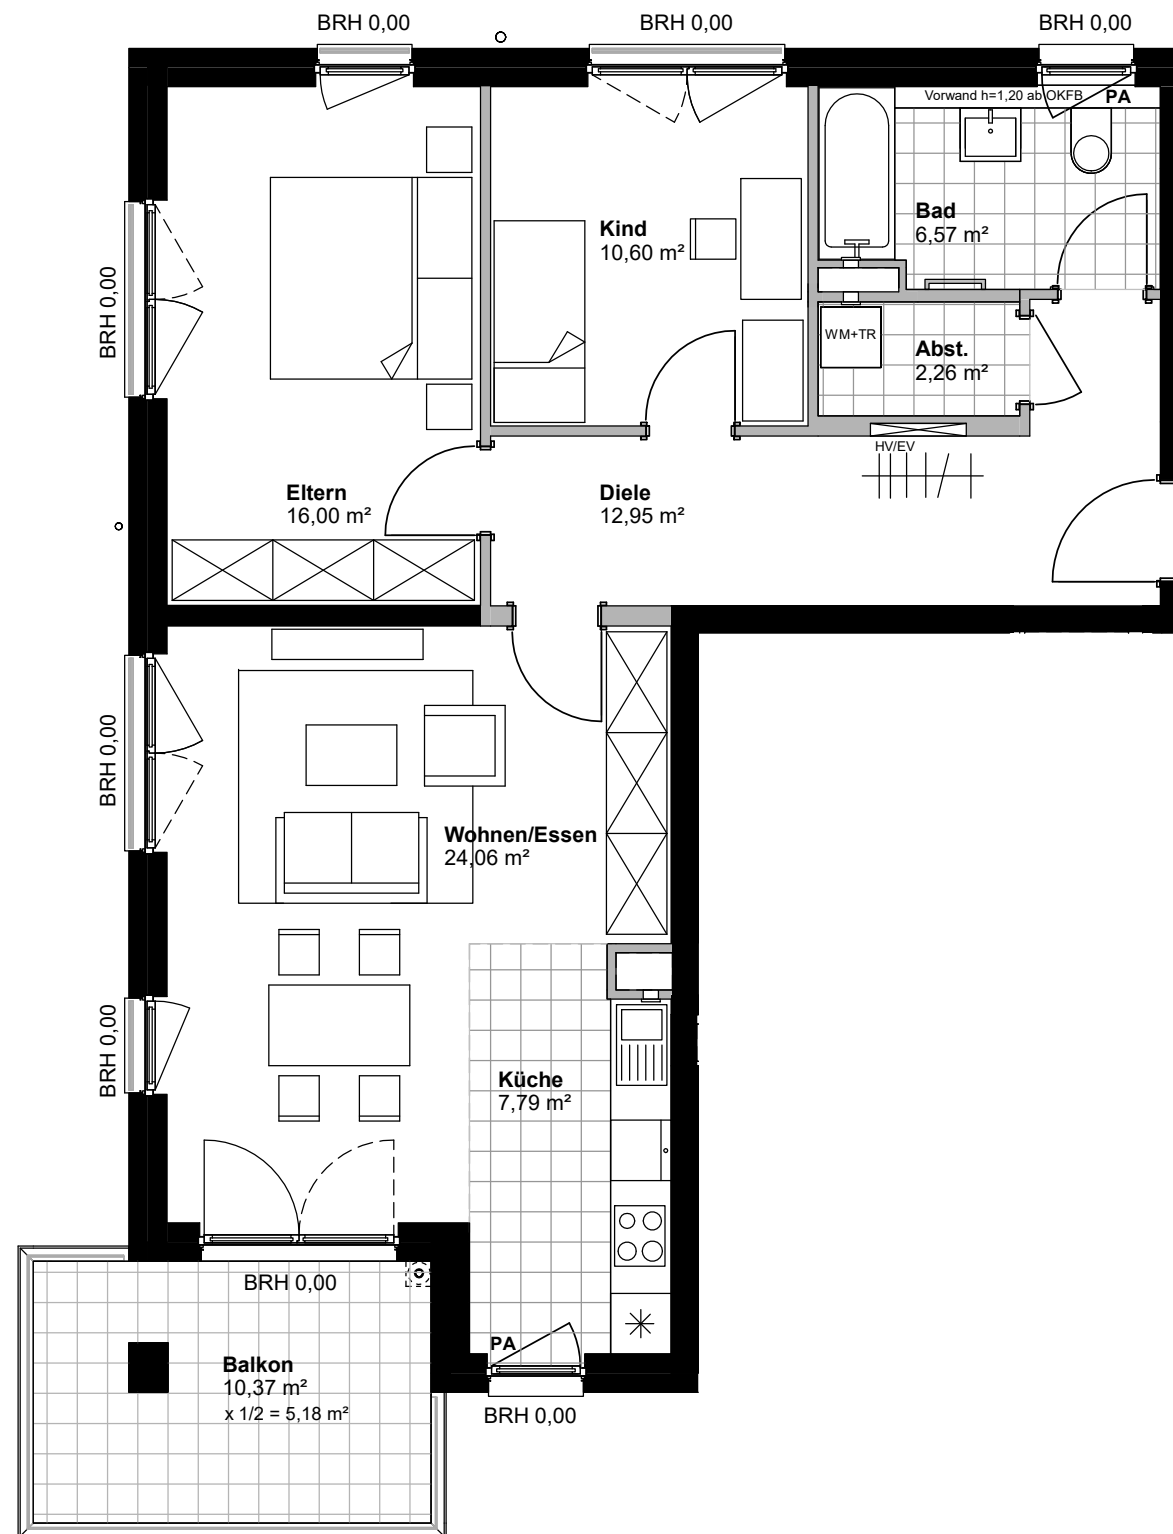 BRH 0,00
BRH 0,00
BRH 0,00
Vorwand h=1,20 ab OKFB
PA
Bad
6,57 m²
Kind
10,60 m²
BRH 0,00
WM+TR
Abst.
2,26 m²
HV/EV
Eltern
16,00 m²
Diele
12,95 m²
BRH 0,00
Wohnen/Essen
24,06 m²
BRH 0,00
Küche
7,79 m²
BRH 0,00
PA
Balkon
10,37 m²
x 1/2 = 5,18 m²
BRH 0,00